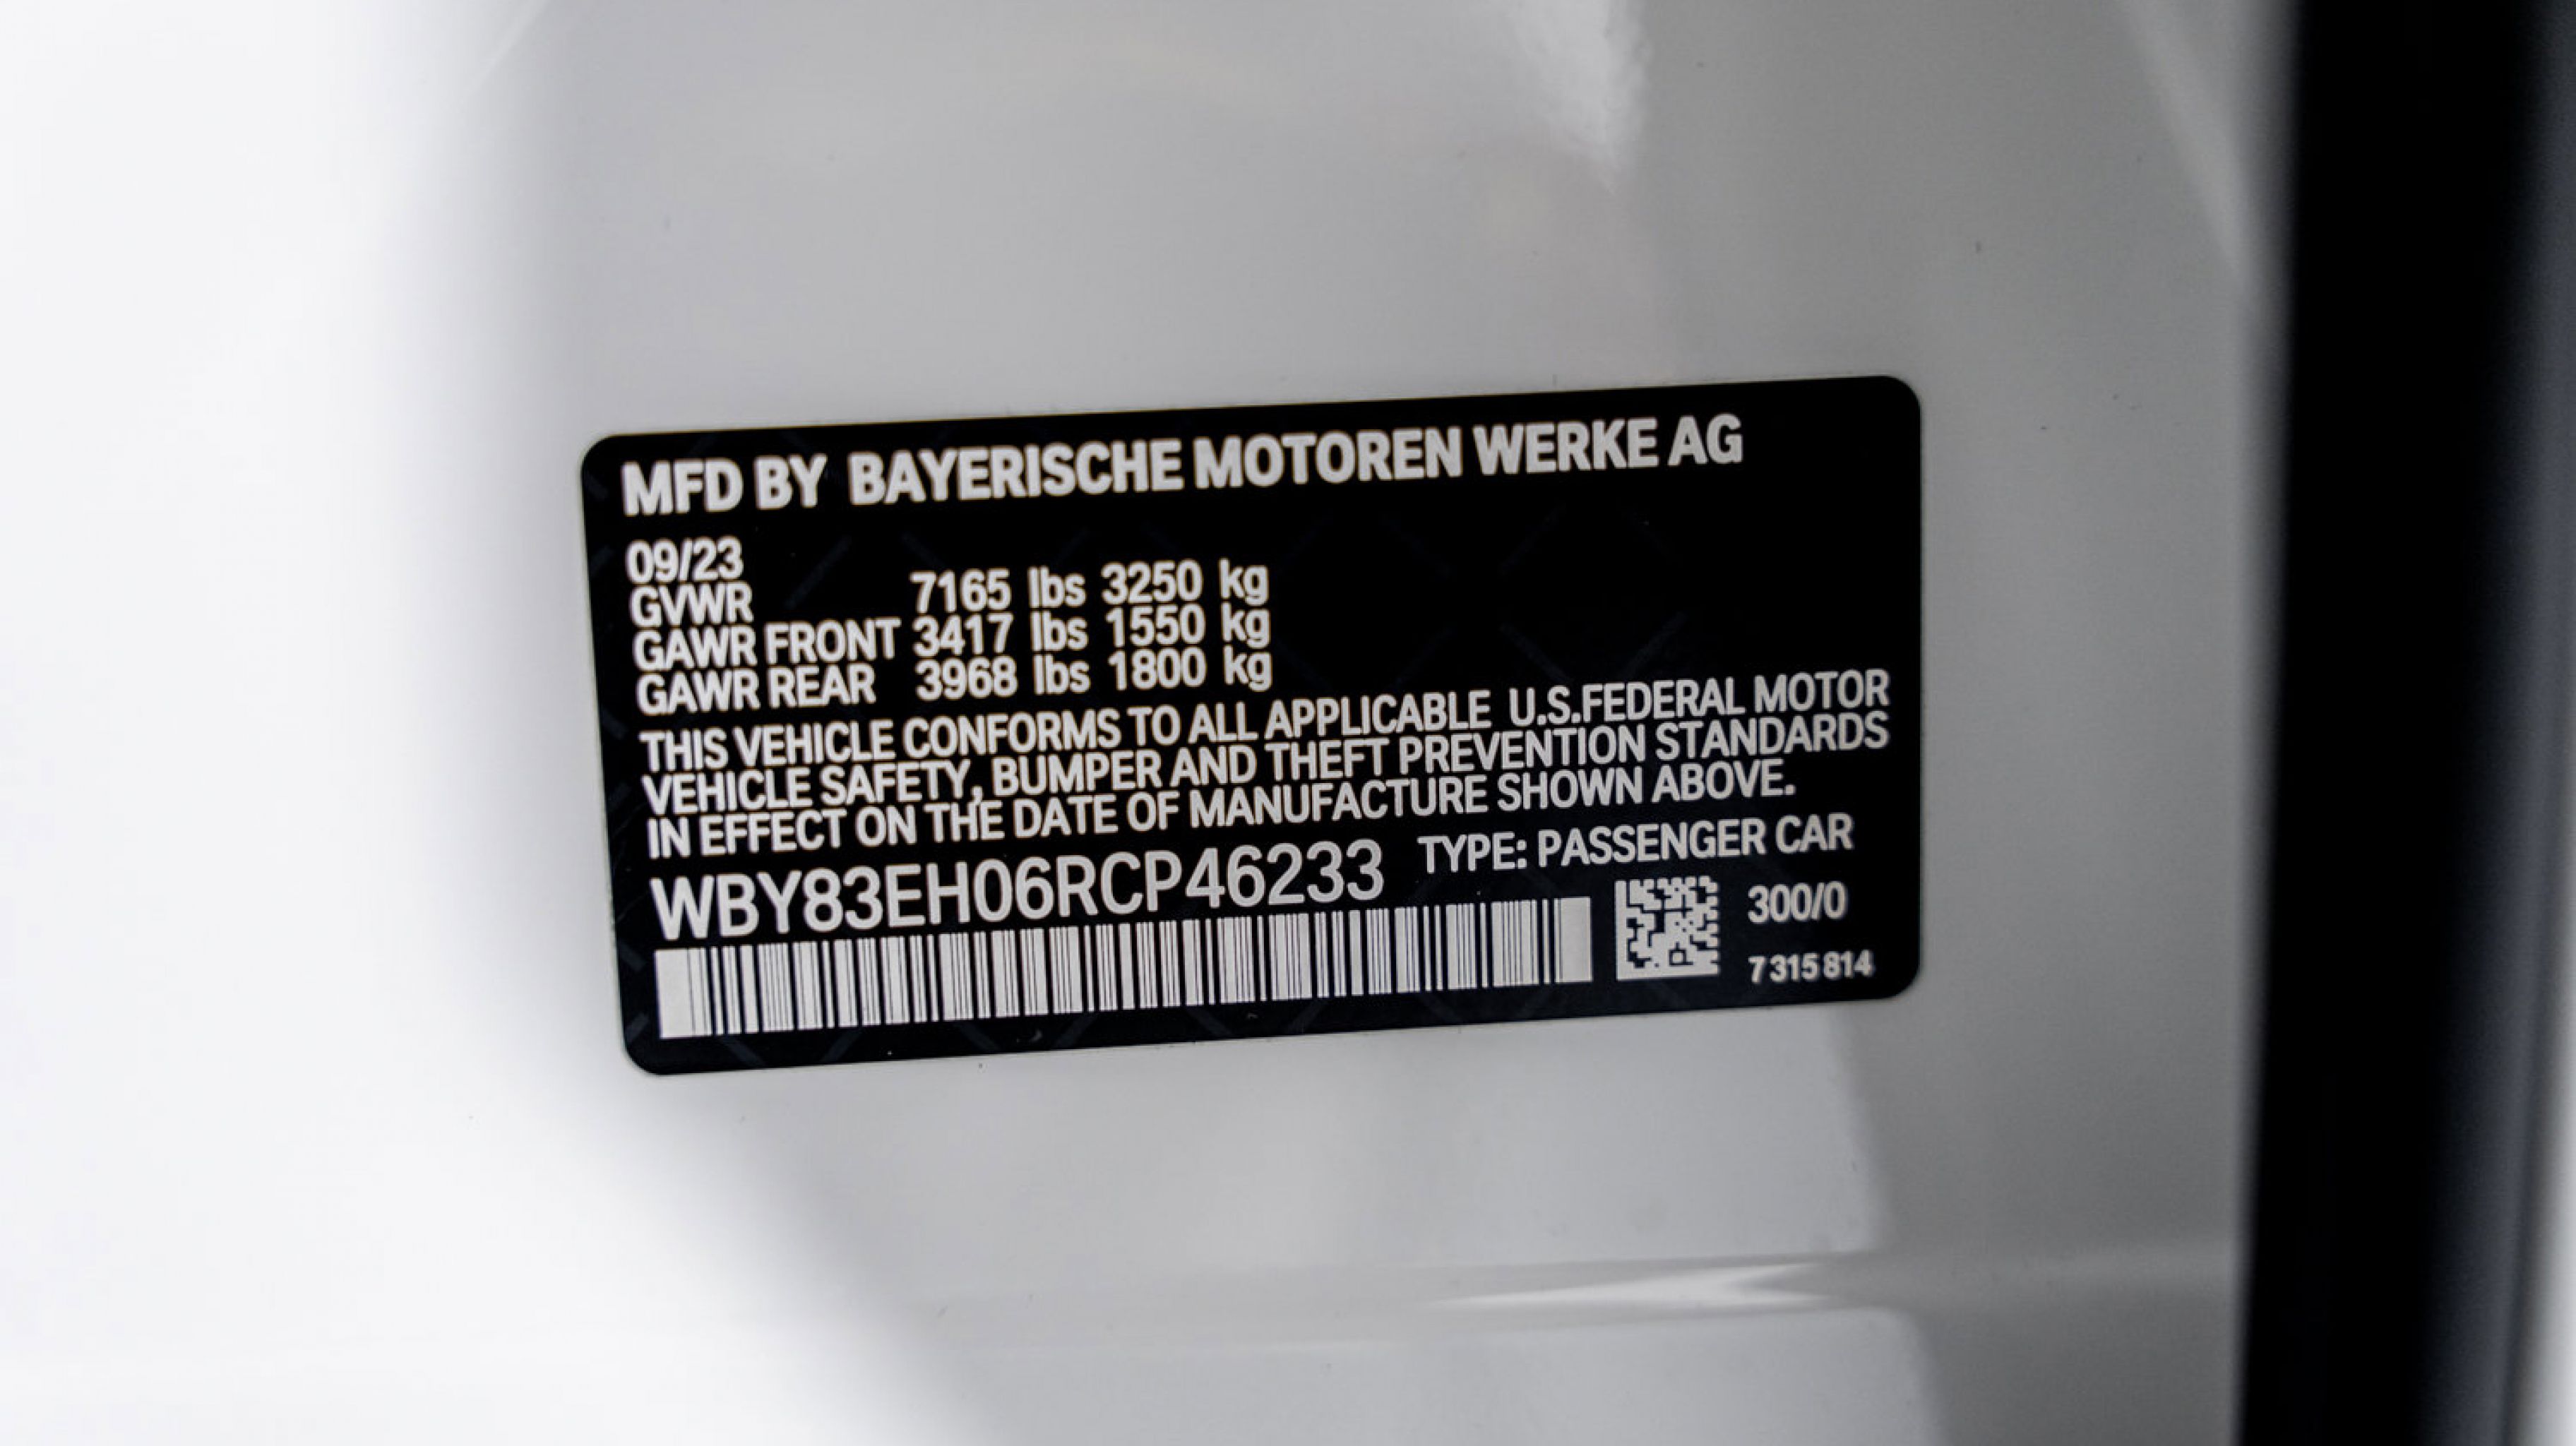 MFD BY BAYERISCHE MOTOREN WERKE AG
09/23
GVWR 7165 lbs 3250 kg
GAWR FRONT 3417 lbs 1550 kg
GAWR REAR 3968 lbs 1800 kg
THIS VEHICLE CONFORMS TO ALL APPLICABLE U.S.FEDERAL MOTOR
VEHICLE SAFETY, BUMPER AND THEFT PREVENTION STANDARDS
IN EFFECT ON THE DATE OF MANUFACTURE SHOWN ABOVE.
WBY83EH06RCP46233 TYPE: PASSENGER CAR
300/0
7 315 814